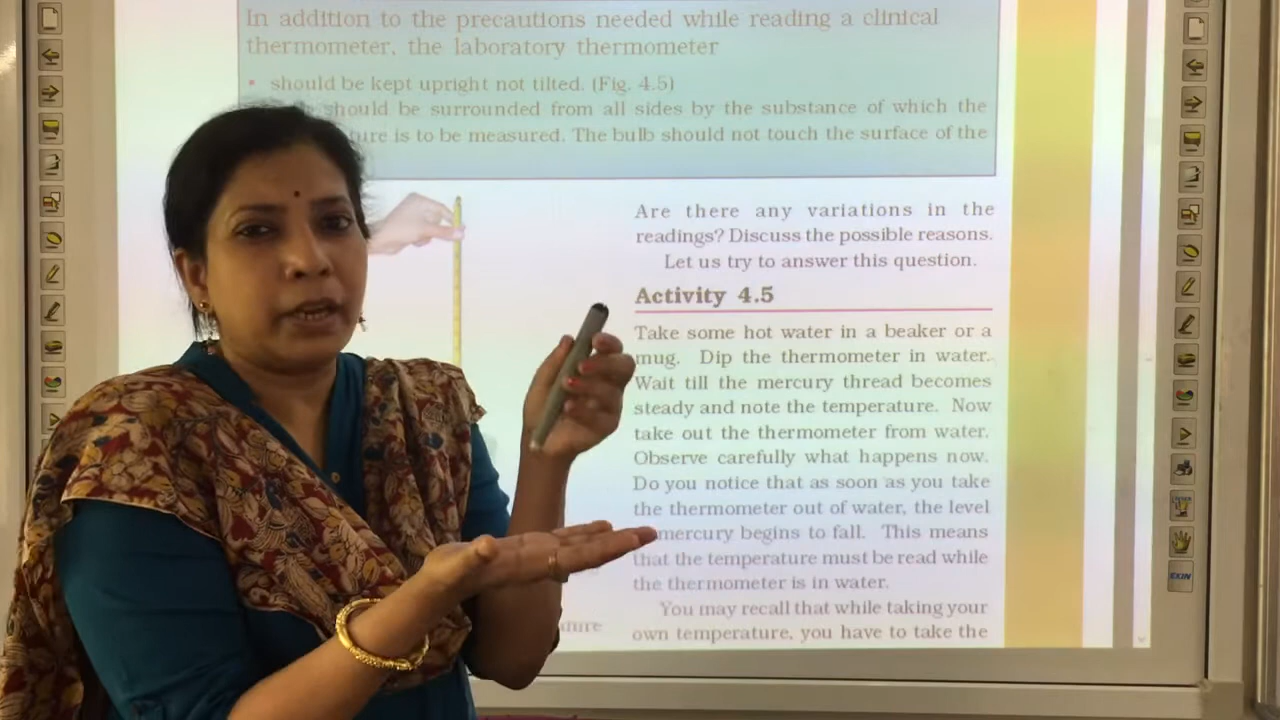 In addition to the precautions needed while reading a clinical
thermometer, the laboratory thermometer
• should be kept upright not tilted. (Fig. 4.5)
should be surrounded from all sides by the substance of which the
is to be measured. The bulb should not touch the surface of the
Are there any variations in the
readings? Discuss the possible reasons.
Let us try to answer this question.
Activity 4.5
Take some hot water in a beaker or a
mug. Dip the thermometer in water.
Wait till the mercury thread becomes
steady and note the temperature. Now
take out the thermometer from water.
Observe carefully what happens now.
Do you notice that as soon as you take
the thermometer out of water, the level
mercury begins to fall. This means
that the temperature must be read while
the thermometer is in water.
You may recall that while taking your
own temperature, you have to take the
EXIN